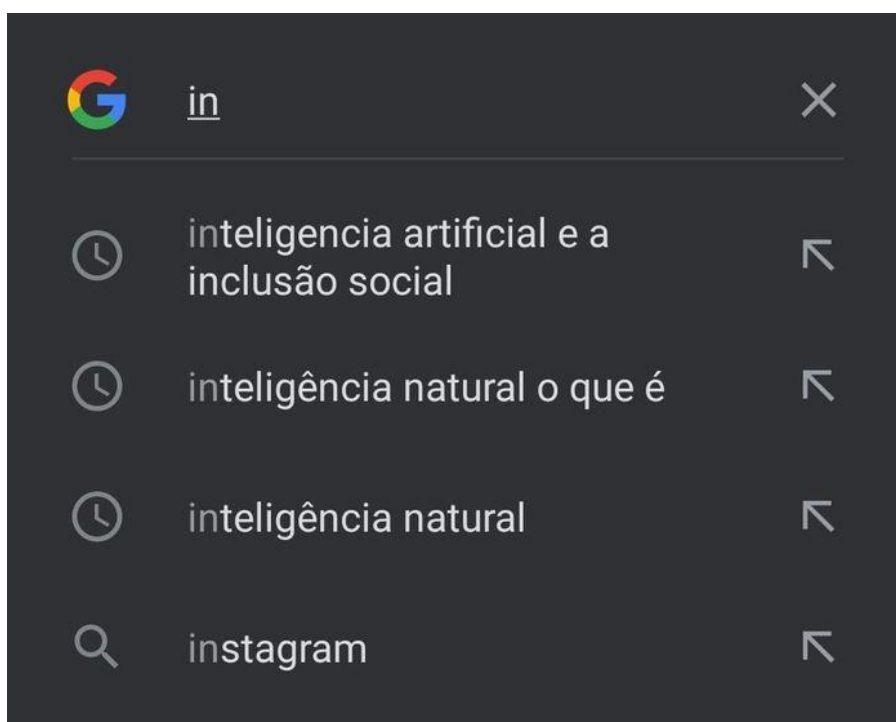 in
inteligencia artificial e a
inclusão social
inteligência natural o que é
inteligência natural
instagram